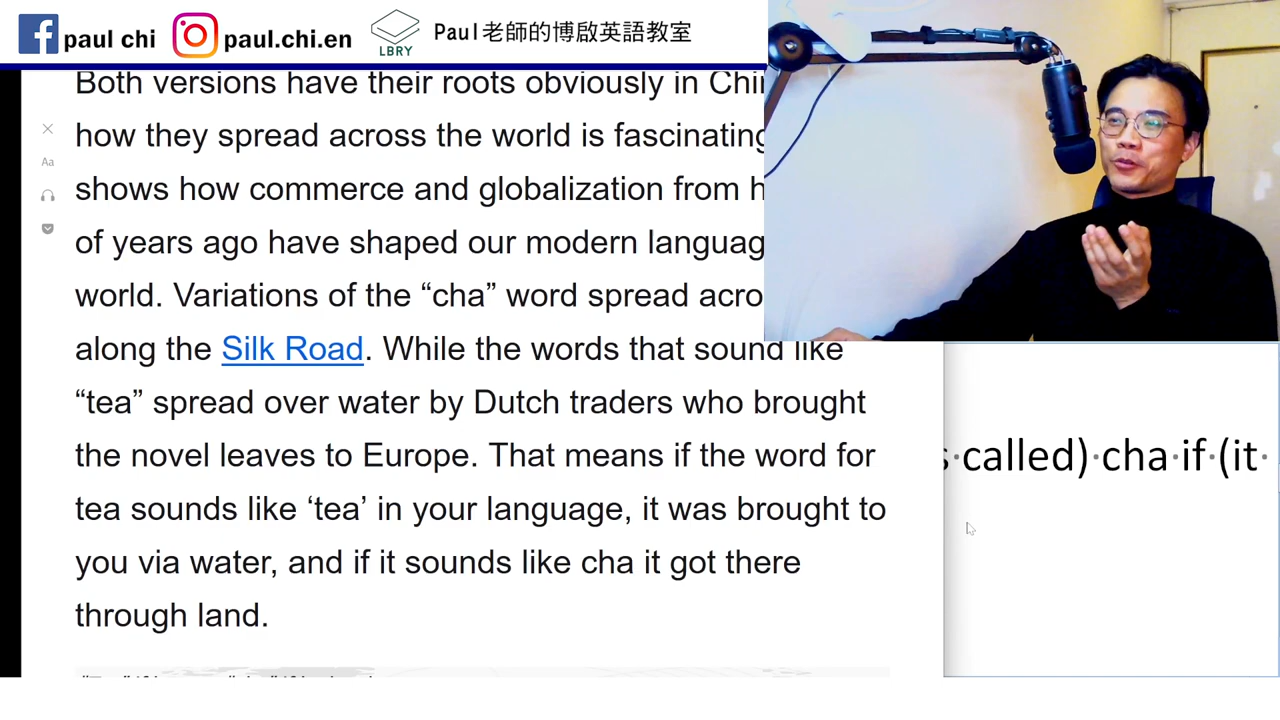 paul chi
paul.chi.en
LBRY
Paul老師的博啟英語教室
Both versions have their roots obviously in
how they spread across the world is fascinating
Aa
shows how commerce and globalization from
of years ago have shaped our modern
world. Variations of the “cha” word spread
along the Silk Road. While the words that sound like
“tea” spread over water by Dutch traders who brought
the novel leaves to Europe. That means if the word for
tea sounds like ‘tea’ in your language, it was brought to
you via water, and if it sounds like cha it got there
through land.
called) cha if (it